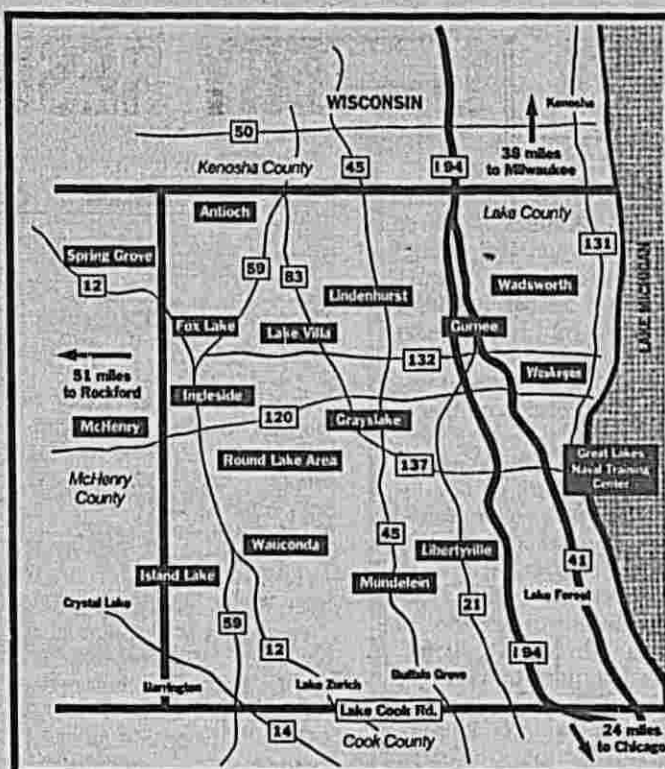 WISCONSIN
Kenosha
50
38 miles
to Milwaukee
Kenosha County
45
I 94
Antioch
Lake County
131
Spring Grove
59
83
12
Lindenhurst
Wadsworth
LAKE MICHIGAN
Fox Lake
Lake Villa
Gurnee
132
51 miles
to Rockford
Waukegan
Ingleside
120
Grayslake
McHenry
Round Lake Area
137
Great Lakes
Naval Training
Center
McHenry
County
45
Wauconda
Libertyville
41
Island Lake
Mundelein
Crystal Lake
59
21
Lake Forest
12
I 94
Barrington
Lake Zurich
Buffalo Grove
Lake Cook Rd.
14
Cook County
24 miles
to Chicago